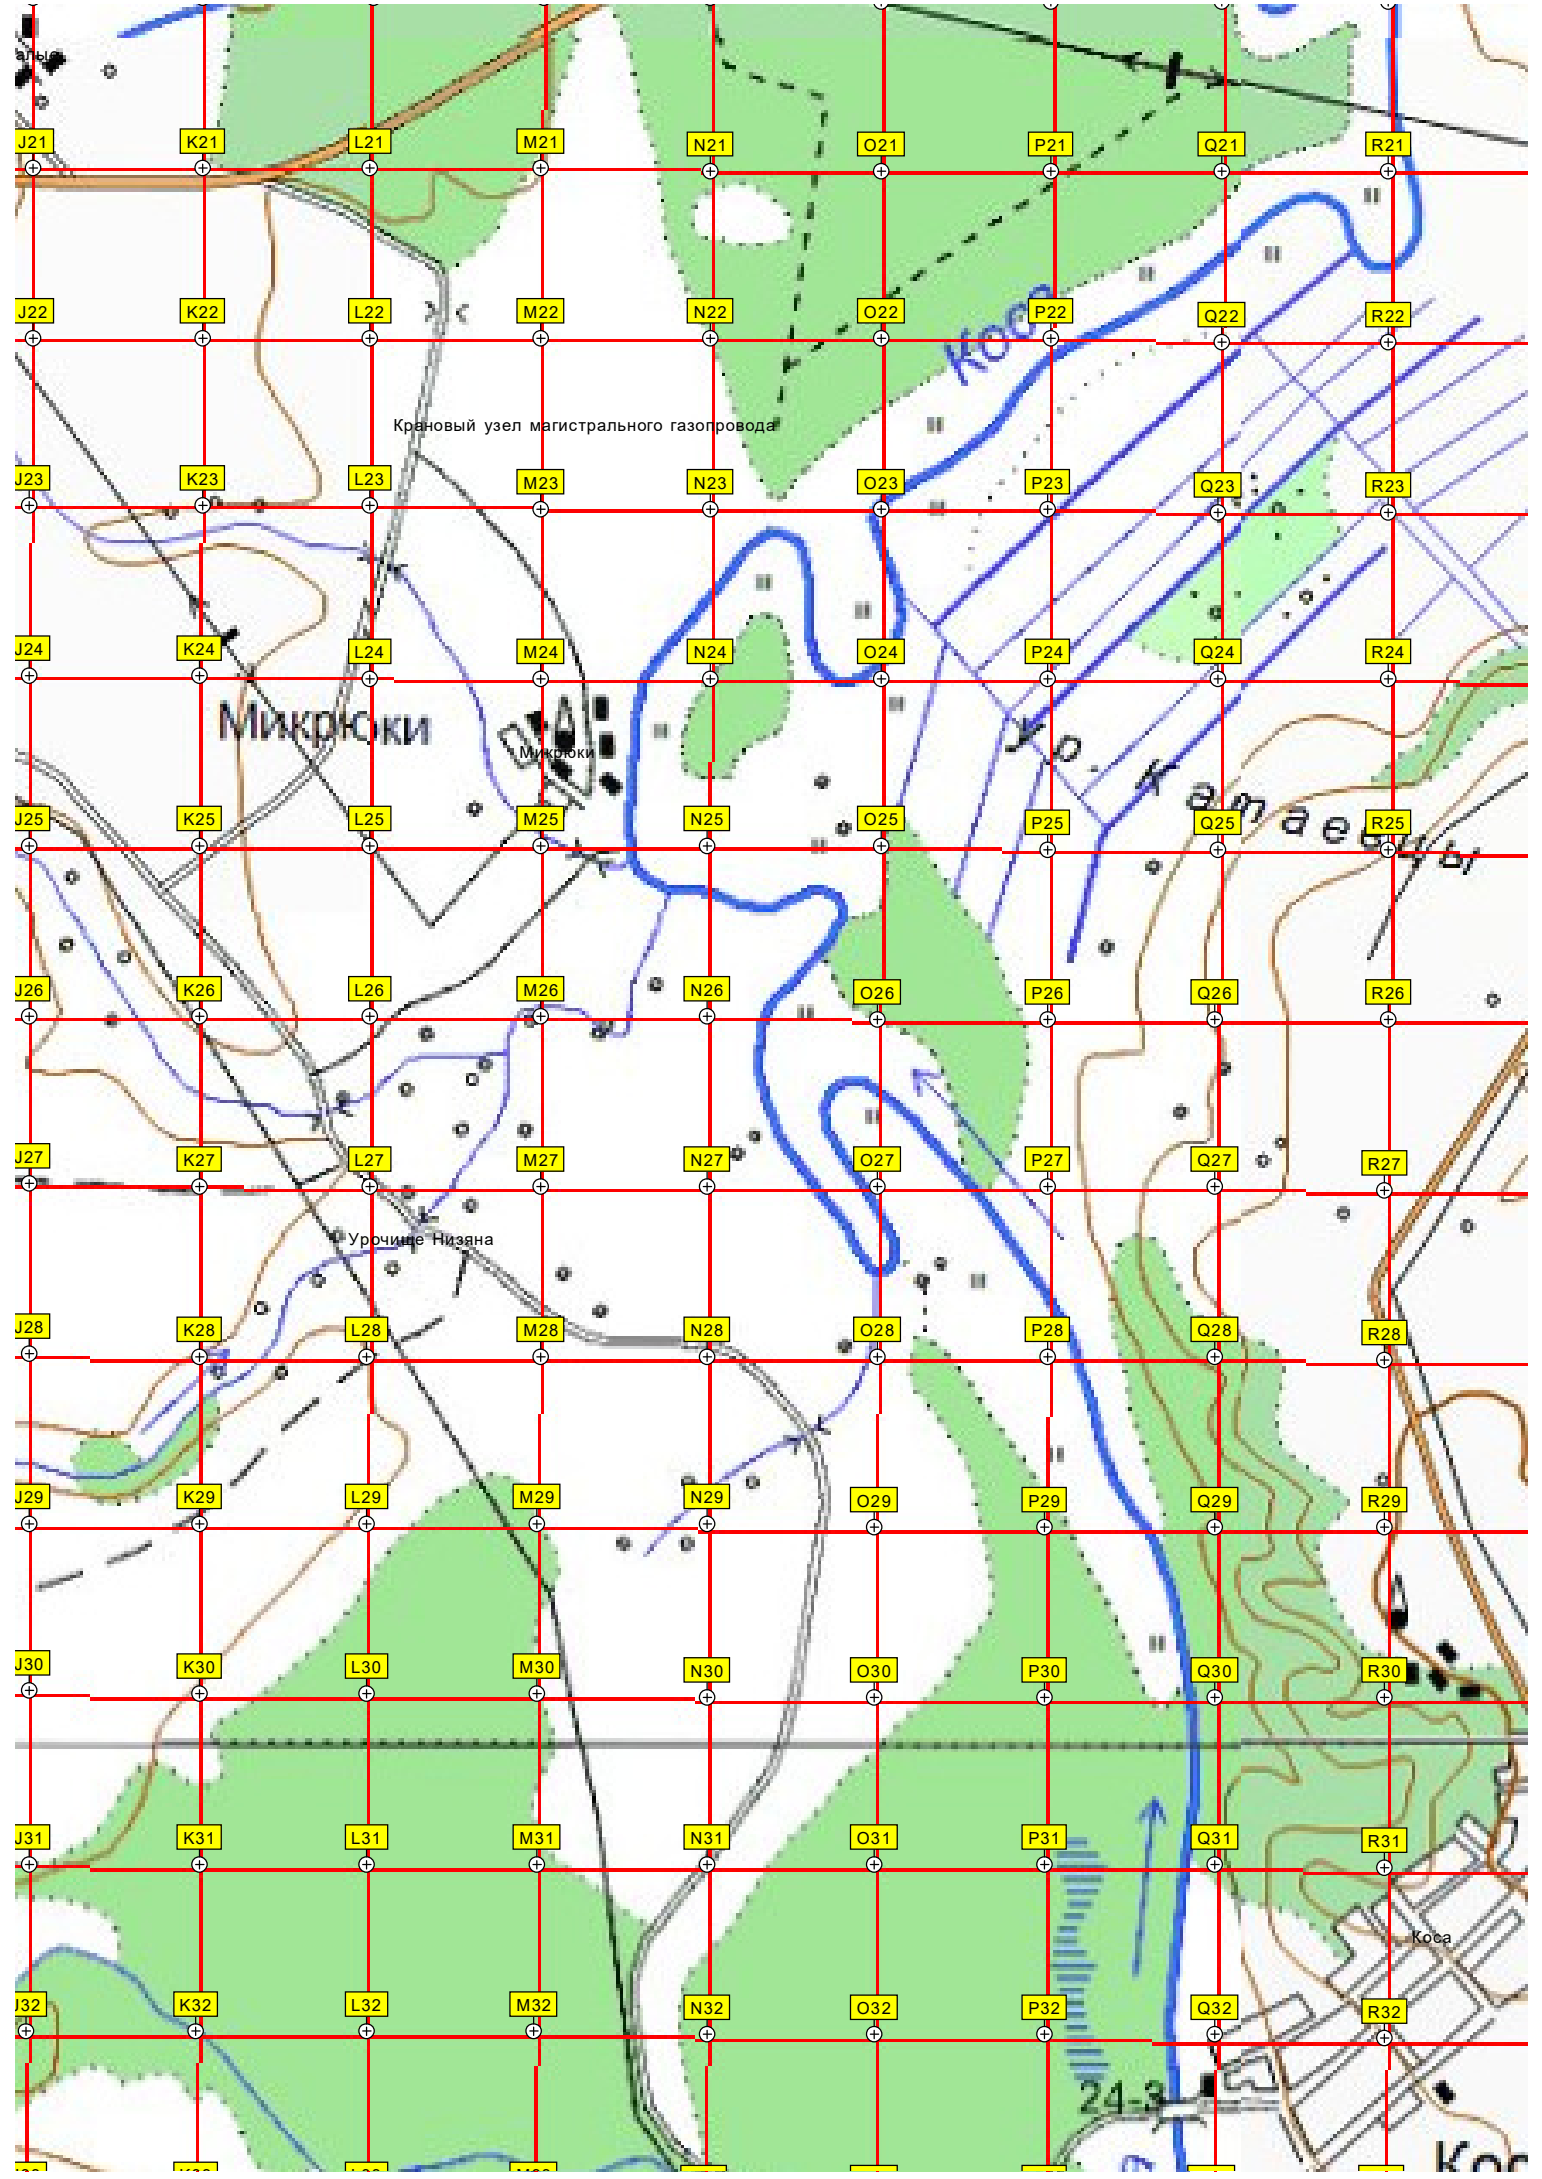 алые
J21 K21 L21 M21 N21 O21 P21 Q21 R21
J22 K22 L22 M22 N22 O22 P22 Q22 R22
Коса
Крановый узел магистрального газопровода
J23 K23 L23 M23 N23 O23 P23 Q23 R23
J24 K24 L24 M24 N24 O24 P24 Q24 R24
Микрюки
Микрюки
Ур. Катаевцы
J25 K25 L25 M25 N25 O25 P25 Q25 R25
J26 K26 L26 M26 N26 O26 P26 Q26 R26
J27 K27 L27 M27 N27 O27 P27 Q27 R27
Урочище Низяна
J28 K28 L28 M28 N28 O28 P28 Q28 R28
J29 K29 L29 M29 N29 O29 P29 Q29 R29
J30 K30 L30 M30 N30 O30 P30 Q30 R30
J31 K31 L31 M31 N31 O31 P31 Q31 R31
Коса
J32 K32 L32 M32 N32 O32 P32 Q32 R32
24-3
Кос